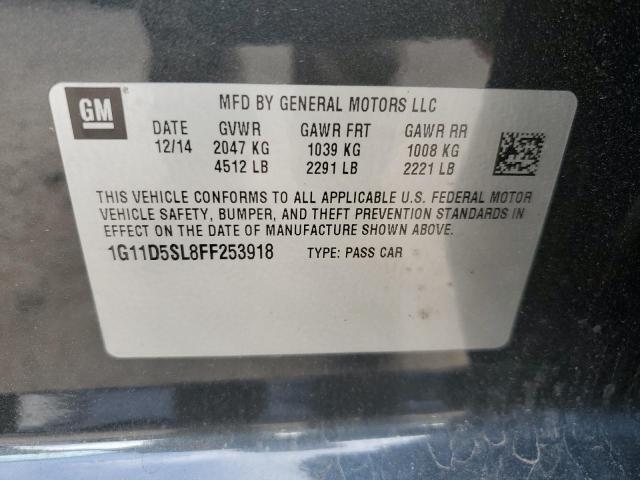 GM ®
MFD BY GENERAL MOTORS LLC
DATE GVWR GAWR FRT GAWR RR
12/14 2047 KG 1039 KG 1008 KG
4512 LB 2291 LB 2221 LB
THIS VEHICLE CONFORMS TO ALL APPLICABLE U.S. FEDERAL MOTOR
VEHICLE SAFETY, BUMPER, AND THEFT PREVENTION STANDARDS IN
EFFECT ON THE DATE OF MANUFACTURE SHOWN ABOVE.
1G11D5SL8FF253918 TYPE: PASS CAR